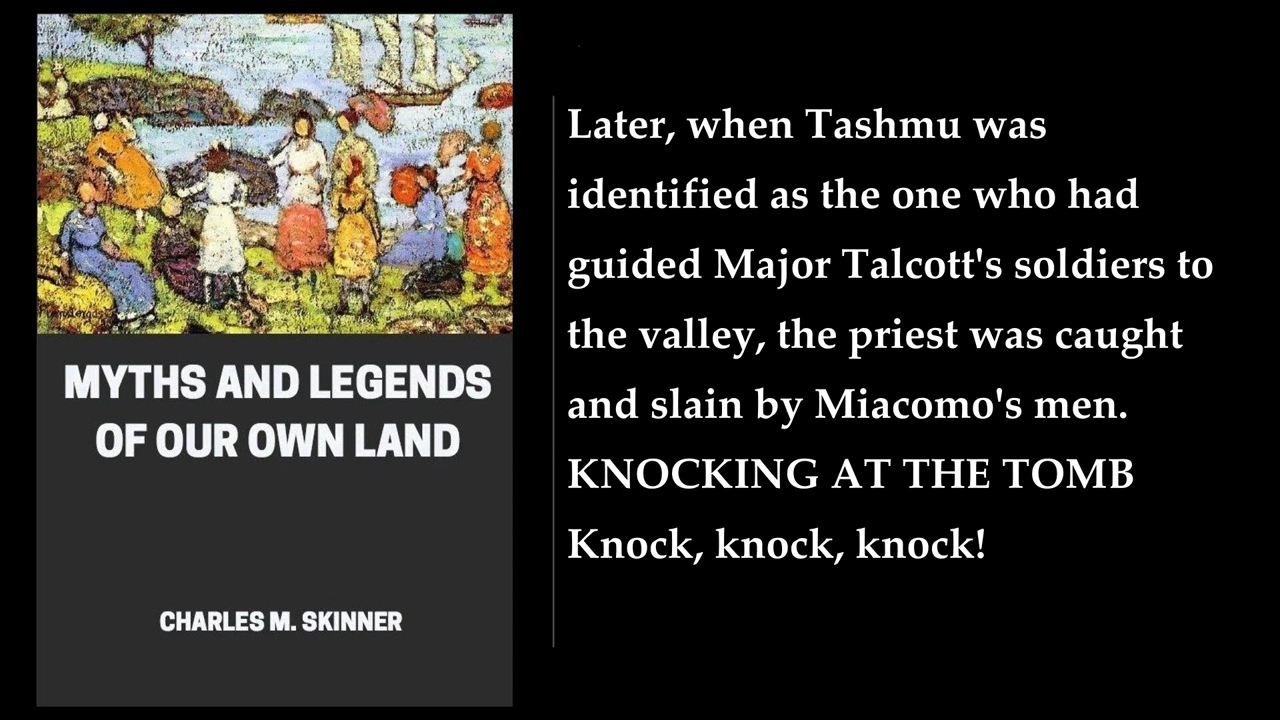 MYTHS AND LEGENDS
OF OUR OWN LAND
CHARLES M. SKINNER
Later, when Tashmu was
identified as the one who had
guided Major Talcott's soldiers to
the valley, the priest was caught
and slain by Miacomo's men.
KNOCKING AT THE TOMB
Knock, knock, knock!